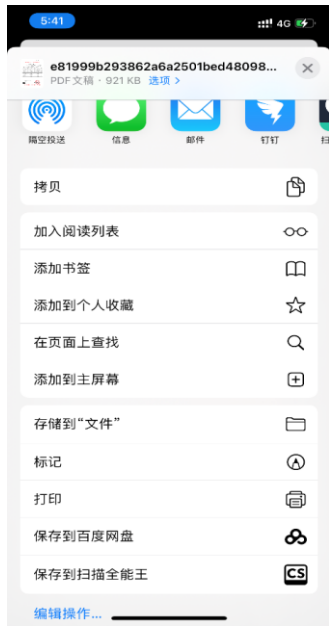 5:41
4G
e81999b293862a6a2501bed48098...
PDF文稿・921 KB 选项 >
隔空投送 信息 邮件 钉钉 扫
拷贝
加入阅读列表
添加书签
添加到个人收藏
在页面上查找
添加到主屏幕
存储到“文件”
标记
打印
保存到百度网盘
保存到扫描全能王 CS
编辑操作...